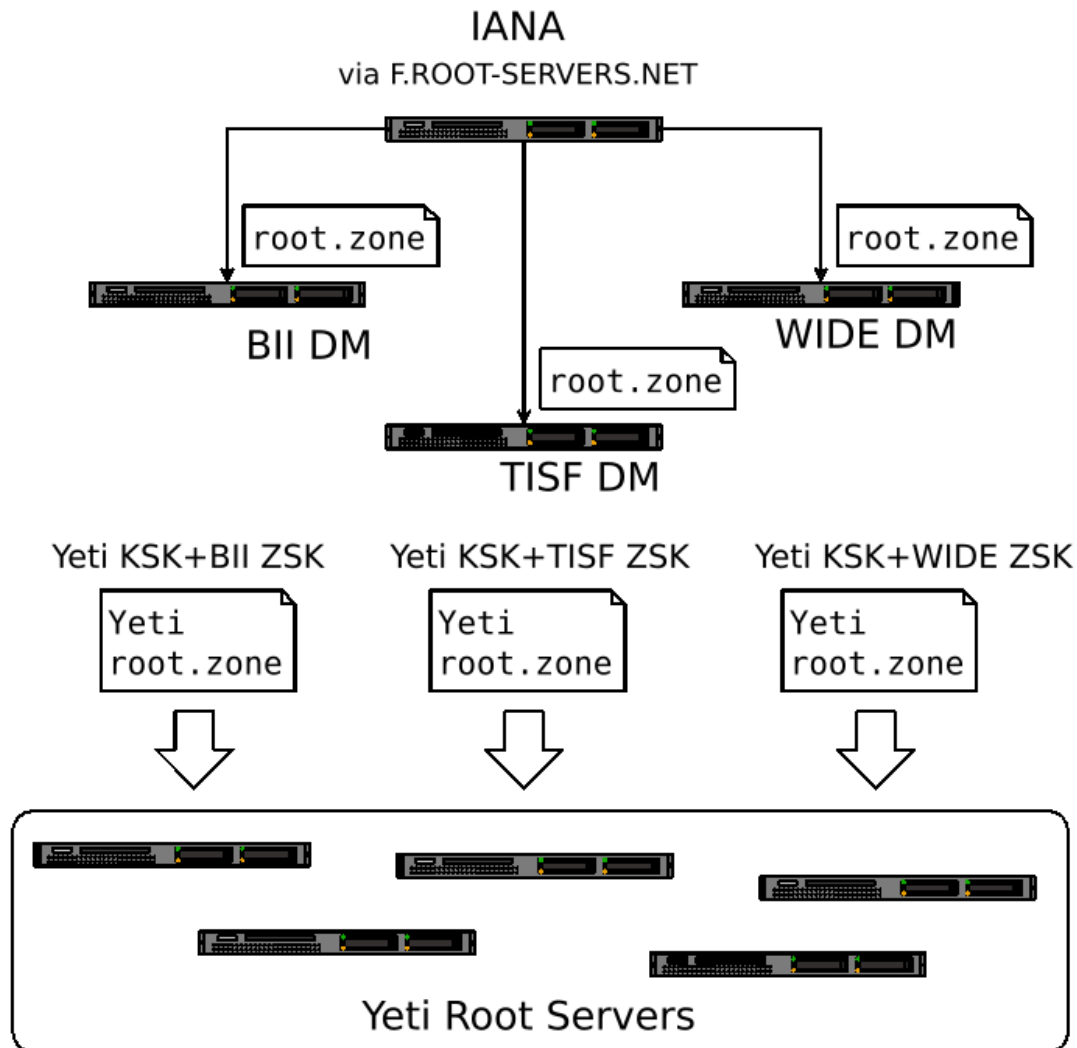 IANA
via F.ROOT-SERVERS.NET
root.zone
root.zone
BII DM
WIDE DM
root.zone
TISF DM
Yeti KSK+BII ZSK
Yeti KSK+TISF ZSK
Yeti KSK+WIDE ZSK
Yeti
root.zone
Yeti
root.zone
Yeti
root.zone
Yeti Root Servers